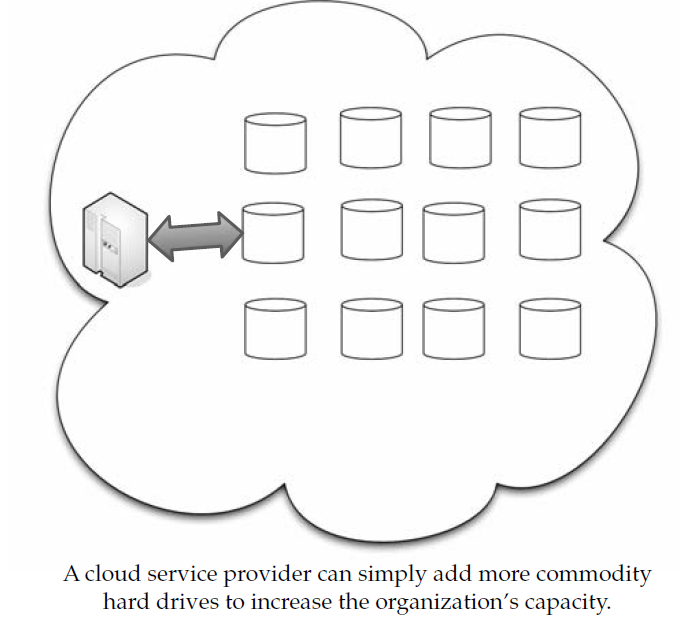 A cloud service provider can simply add more commodity
hard drives to increase the organization’s capacity.